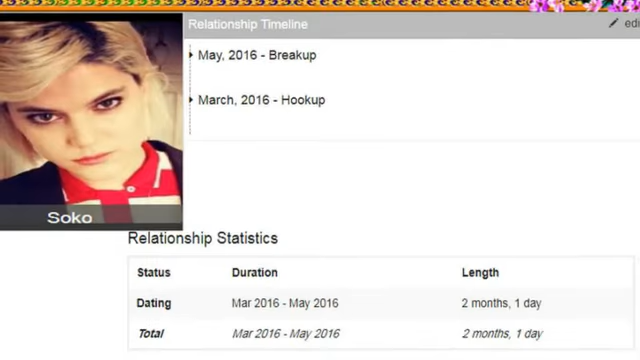 Relationship Timeline
May, 2016 - Breakup
March, 2016 - Hookup
Soko
Relationship Statistics
Status Duration Length
Dating Mar 2016 - May 2016 2 months, 1 day
Total Mar 2016 - May 2016 2 months, 1 day